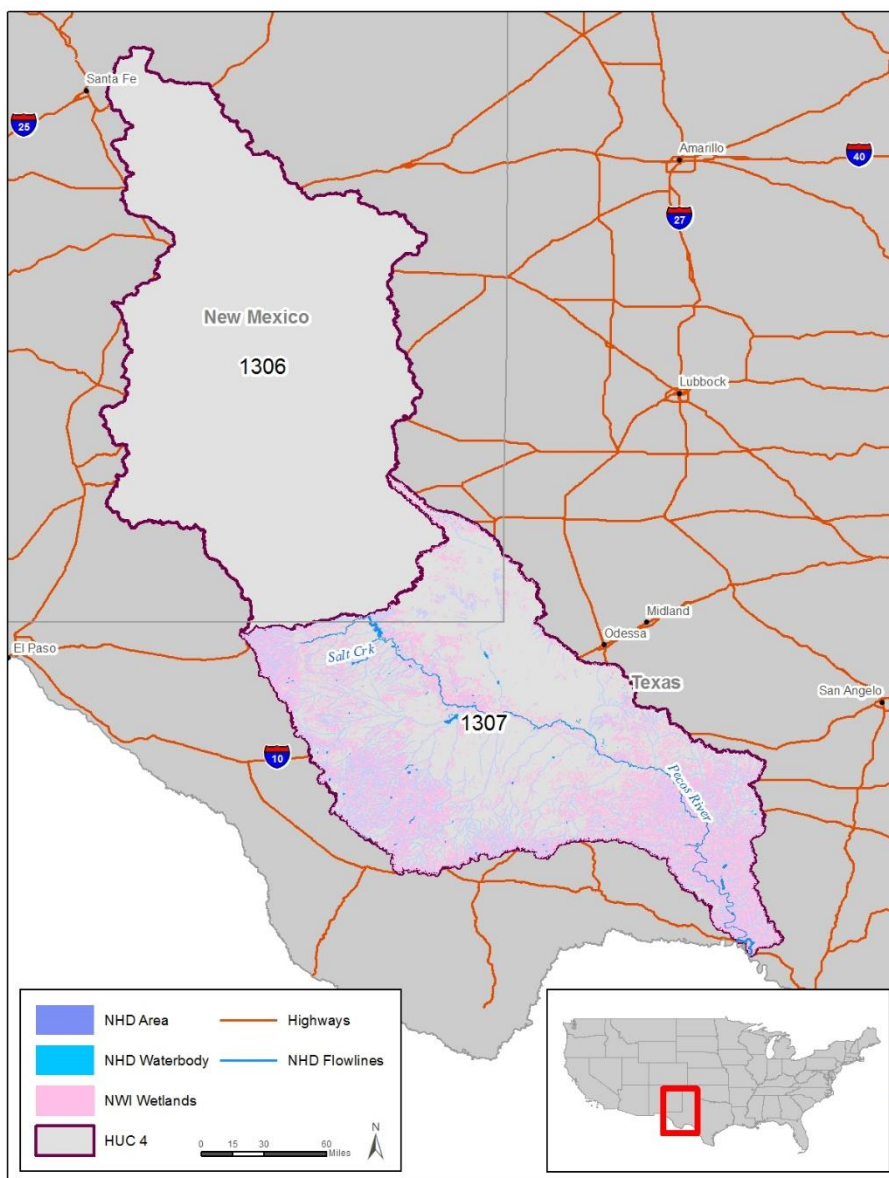 Santa Fe
25
Amarillo
40
27
New Mexico
1306
Lubbock
Midland
Odessa
El Paso
Salt Crk
Texas
San Angelo
1307
10
Pecos River
NHD Area
Highways
NHD Waterbody
NHD Flowlines
NWI Wetlands
HUC 4
0 15 30 60
Miles
N